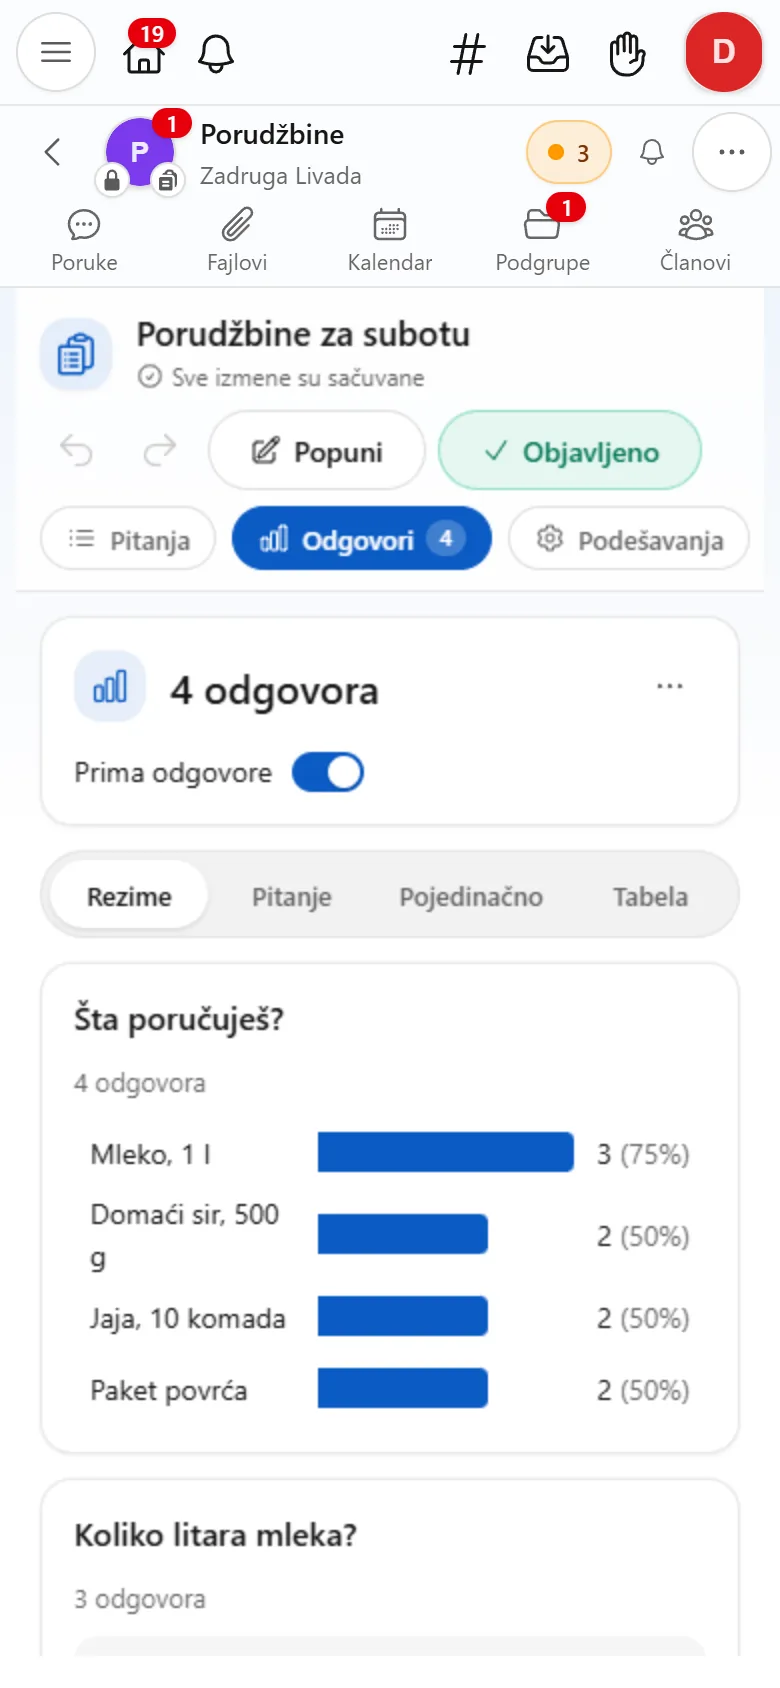 19
D
P
1
Porudžbine
Zadruga Livada
3
Poruke
Fajlovi
Kalendar
1
Podgrupe
Članovi
Porudžbine za subotu
Sve izmene su sačuvane
Popuni
Objavljeno
Pitanja
Odgovori 4
Podešavanja
4 odgovora
Prima odgovore
Rezime
Pitanje
Pojedinačno
Tabela
Šta poručuješ?
4 odgovora
Mleko, 1 l 3 (75%)
Domaći sir, 500
g
2 (50%)
Jaja, 10 komada 2 (50%)
Paket povrća 2 (50%)
Koliko litara mleka?
3 odgovora